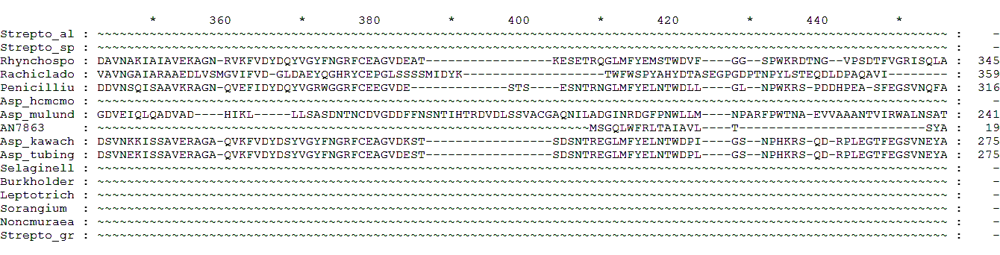 * 360 * 380 * 400 * 420 * 440 *
Strepto_al : ~~~~~~~~~~~~~~~~~~~~~~~~~~~~~~~~~~~~~~~~~~~~~~~~~~~~~~~~~~~~~~~~~~~~~~~~~~~~~~~~~~~~~~~~~~~~~~~~~~~~~~~~~~~~~~~~~~ : -
Strepto_sp : ~~~~~~~~~~~~~~~~~~~~~~~~~~~~~~~~~~~~~~~~~~~~~~~~~~~~~~~~~~~~~~~~~~~~~~~~~~~~~~~~~~~~~~~~~~~~~~~~~~~~~~~~~~~~~~~~~~ : -
Rhynchospo : DAVNAKIAIAVEKAGN-RVKFVDYDQYVGYFNGRFCEAGVDEAT-----------------KESETRQGLMFYEMSTWDVF----GG--SPWKRDTNG--VPSDTFVGRISQLA : 345
Rachiclado : VAVNGAIARAAEDLVSMGVIFVD-GLDAEYQGHRYCEPGLSSSSMIDYK-------------------TWFWSPYAHYDTASEGPGDPTNPYLSTEQDLDPAQAVI-------- : 359
Penicilliu : DDVNSQISAAVKRAGN-QVEFIDYDQYVGRWGGRFCEEGVDE-------------STS----ESNTRNGLMFYELNTWDLL----GL--NPWKRS-PDDHPEA-SFEGSVNQFA : 316
Asp_hcmcmo : ~~~~~~~~~~~~~~~~~~~~~~~~~~~~~~~~~~~~~~~~~~~~~~~~~~~~~~~~~~~~~~~~~~~~~~~~~~~~~~~~~~~~~~~~~~~~~~~~~~~~~~~~~~~~~~~~~~ : -
Asp_mulund : GDVEIQLQADVAD----HIKL-----LLSASDNTNCDVGDDFFNSNTIHTRDVDLSSVACGAQNILADGINRDGFPNWLLM----NPARFPWTNA-EVVAAANTVIRWALNSAT : 241
AN7863 : ~~~~~~~~~~~~~~~~~~~~~~~~~~~~~~~~~~~~~~~~~~~~~~~~~~~~~~~~~~~~~~~~~~MSGQLWFRLTAIAVL----T-------------------------SYA : 19
Asp_kawach : DSVNKKISSAVERAGA-QVKFVDYDSYVGYFNGRFCEAGVDKST-----------------SDSNTREGLMFYELNTWDPI----GS--NPHKRS-QD-RPLEGTFEGSVNEYA : 275
Asp_tubing : DSVNEKISSAVERAGA-QVKFVDYDSYVGYFNGRFCEAGVDEST-----------------SDSNTREGLMFYELNTWDPL----GS--NPHKRS-QD-RPLEGTFEGSVNEYA : 275
Selaginell : ~~~~~~~~~~~~~~~~~~~~~~~~~~~~~~~~~~~~~~~~~~~~~~~~~~~~~~~~~~~~~~~~~~~~~~~~~~~~~~~~~~~~~~~~~~~~~~~~~~~~~~~~~~~~~~~~~~ : -
Burkholder : ~~~~~~~~~~~~~~~~~~~~~~~~~~~~~~~~~~~~~~~~~~~~~~~~~~~~~~~~~~~~~~~~~~~~~~~~~~~~~~~~~~~~~~~~~~~~~~~~~~~~~~~~~~~~~~~~~~ : -
Leptotrich : ~~~~~~~~~~~~~~~~~~~~~~~~~~~~~~~~~~~~~~~~~~~~~~~~~~~~~~~~~~~~~~~~~~~~~~~~~~~~~~~~~~~~~~~~~~~~~~~~~~~~~~~~~~~~~~~~~~ : -
Sorangium : ~~~~~~~~~~~~~~~~~~~~~~~~~~~~~~~~~~~~~~~~~~~~~~~~~~~~~~~~~~~~~~~~~~~~~~~~~~~~~~~~~~~~~~~~~~~~~~~~~~~~~~~~~~~~~~~~~~ : -
Noncmuraea : ~~~~~~~~~~~~~~~~~~~~~~~~~~~~~~~~~~~~~~~~~~~~~~~~~~~~~~~~~~~~~~~~~~~~~~~~~~~~~~~~~~~~~~~~~~~~~~~~~~~~~~~~~~~~~~~~~~ : -
Strepto_gr : ~~~~~~~~~~~~~~~~~~~~~~~~~~~~~~~~~~~~~~~~~~~~~~~~~~~~~~~~~~~~~~~~~~~~~~~~~~~~~~~~~~~~~~~~~~~~~~~~~~~~~~~~~~~~~~~~~~ : -